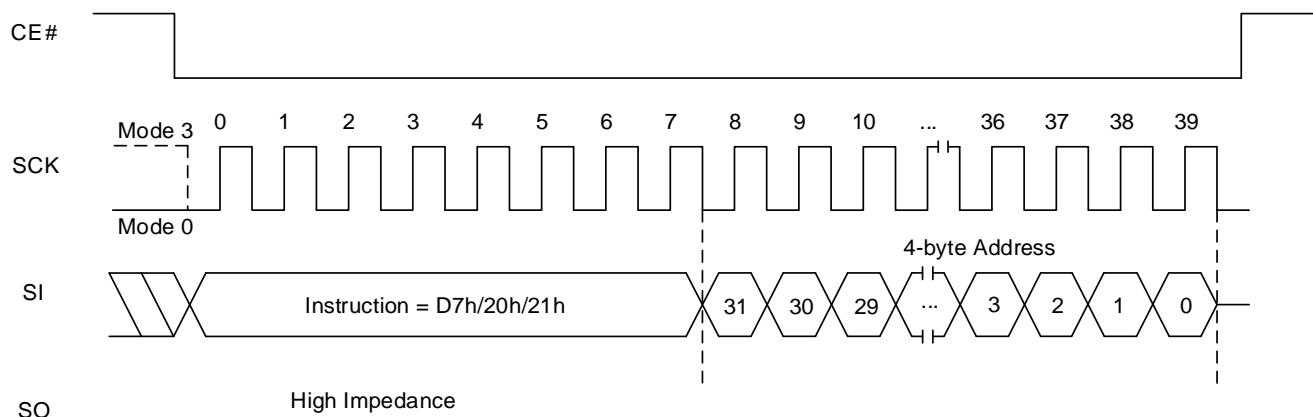 CE#
0 1 2 3 4 5 6 7 8 9 10 ... 36 37 38 39
Mode 3
SCK
Mode 0
4-byte Address
SI
Instruction = D7h/20h/21h 31 30 29 ... 3 2 1 0
High Impedance
SO